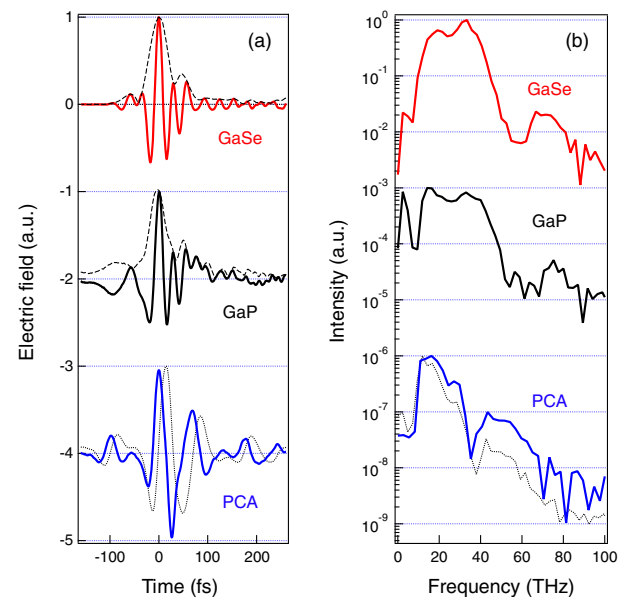 (a)
Electric field (a.u.)
1
0
-1
-2
-3
-4
-5
GaSe
GaP
PCA
-100 0 100 200
Time (fs)
(b)
Intensity (a.u.)
10^0
10^-1
10^-2
10^-3
10^-4
10^-5
10^-6
10^-7
10^-8
10^-9
GaSe
GaP
PCA
0 20 40 60 80 100
Frequency (THz)